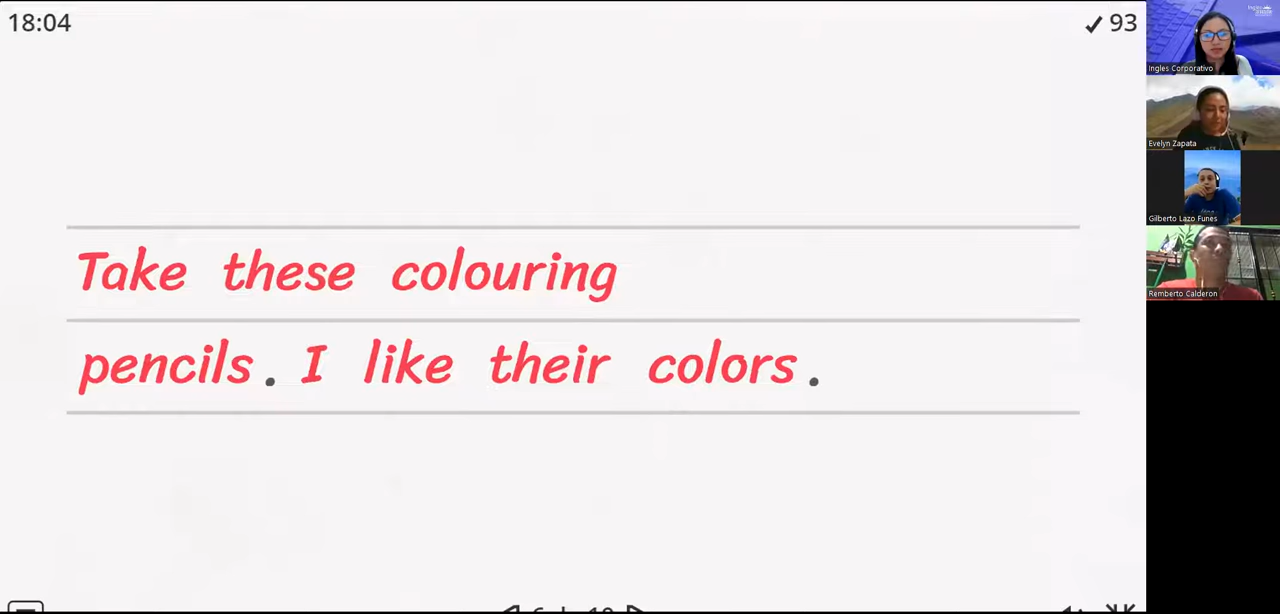 18:04
✓ 93
Take these colouring
pencils. I like their colors.
Ingles Corporativo
Evelyn Zapata
Gilberto Lazo Funes
Remberto Calderon